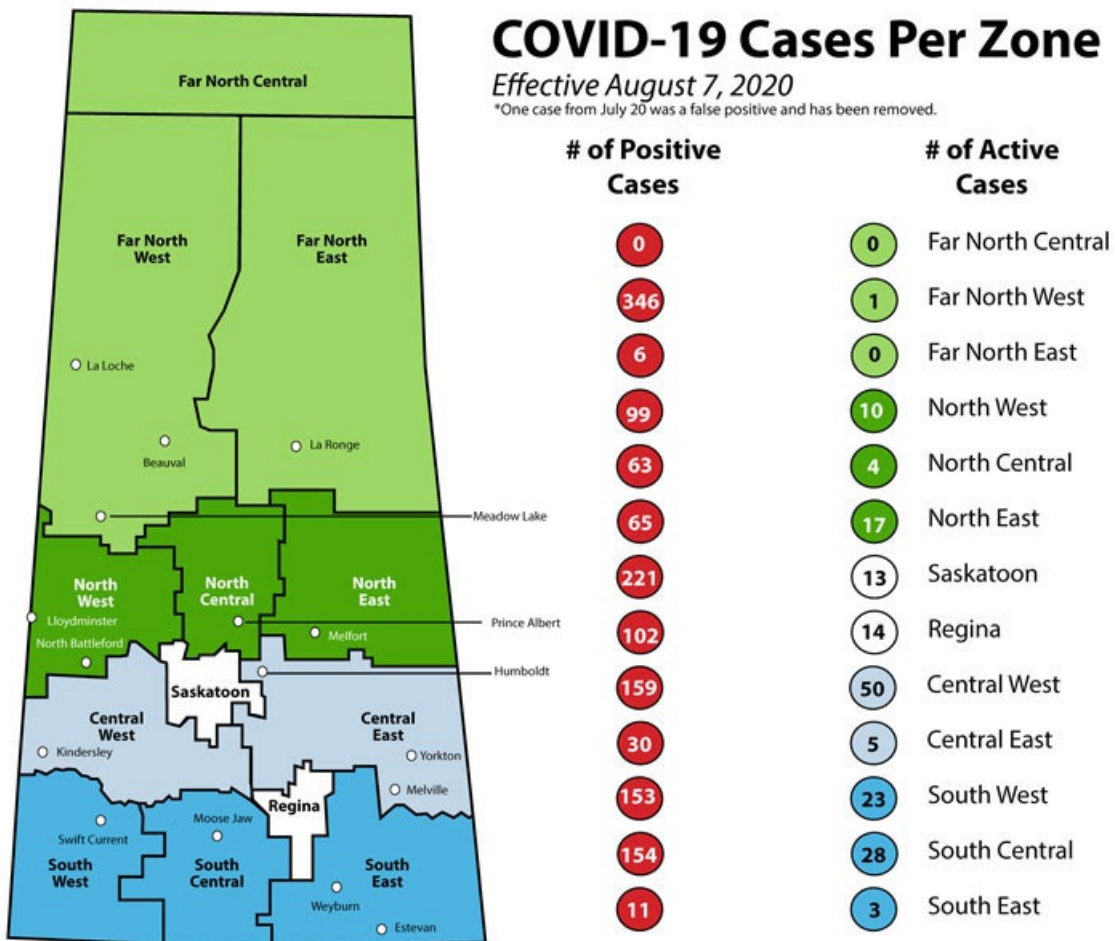 COVID-19 Cases Per Zone
Effective August 7, 2020
*One case from July 20 was a false positive and has been removed.
# of Positive
Cases
# of Active
Cases
0 0 Far North Central
346 1 Far North West
6 0 Far North East
99 10 North West
63 4 North Central
65 17 North East
221 13 Saskatoon
102 14 Regina
159 50 Central West
30 5 Central East
153 23 South West
154 28 South Central
11 3 South East
Far North Central
Far North
West
Far North
East
La Loche
Beauval
La Ronge
Meadow Lake
North
West
North
Central
North
East
Lloydminster
Prince Albert
North Battleford
Melfort
Humboldt
Saskatoon
Central
West
Central
East
Kindersley
Yorkton
Melville
Regina
Moose Jaw
Swift Current
South
West
South
Central
South
East
Weyburn
Estevan